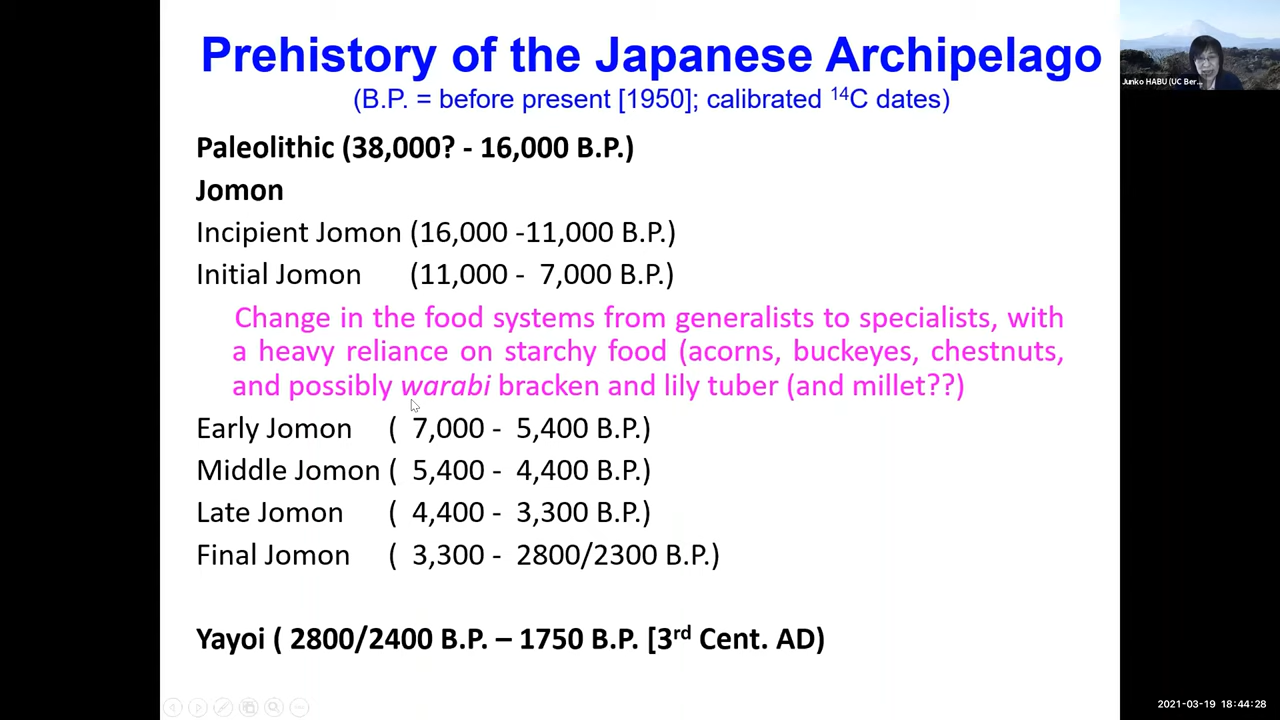 Prehistory of the Japanese Archipelago
(B.P. = before present [1950]; calibrated 14C dates)
Junko HABU (UC Ber...
Paleolithic (38,000? - 16,000 B.P.)
Jomon
Incipient Jomon (16,000 -11,000 B.P.)
Initial Jomon (11,000 - 7,000 B.P.)
Change in the food systems from generalists to specialists, with
a heavy reliance on starchy food (acorns, buckeyes, chestnuts,
and possibly warabi bracken and lily tuber (and millet??)
Early Jomon ( 7,000 - 5,400 B.P.)
Middle Jomon ( 5,400 - 4,400 B.P.)
Late Jomon ( 4,400 - 3,300 B.P.)
Final Jomon ( 3,300 - 2800/2300 B.P.)
Yayoi ( 2800/2400 B.P. – 1750 B.P. [3rd Cent. AD)
2021-03-19 18:44:28